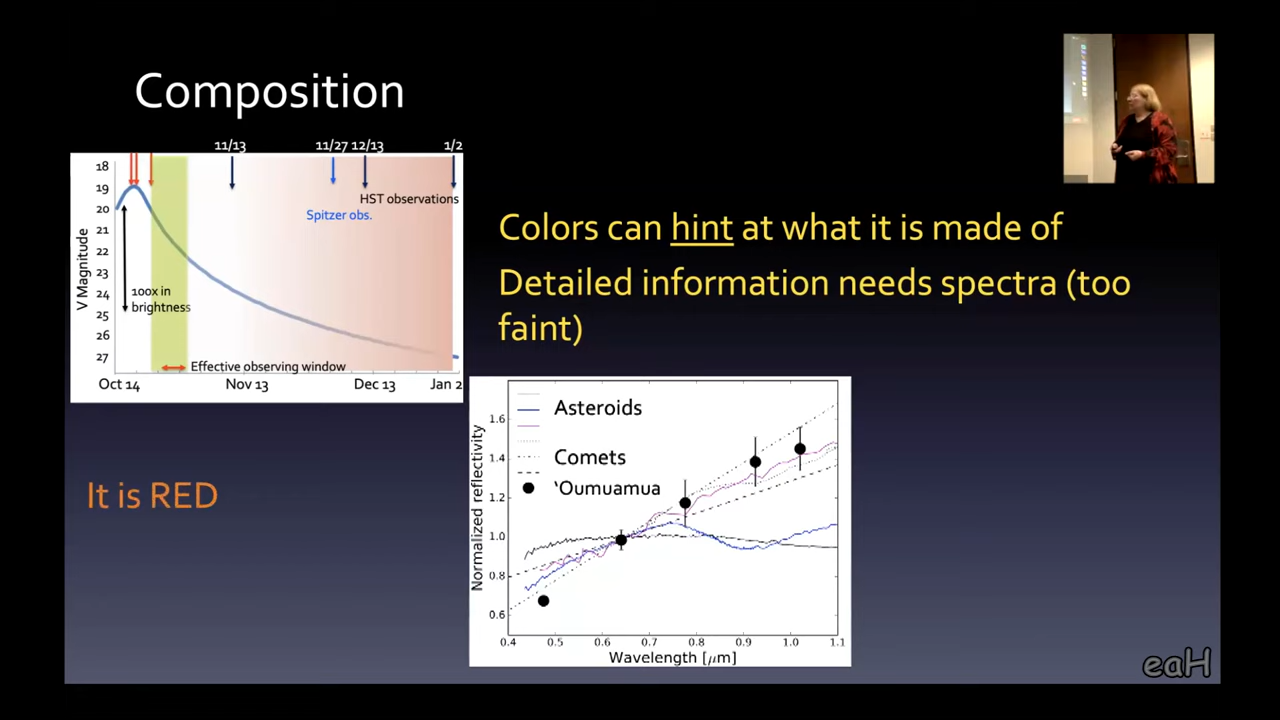 Composition
11/13
11/27 12/13
1/2
18
19
20
21
22
23
24
25
26
27
V Magnitude
HST observations
Spitzer obs.
100x in
brightness
Effective observing window
Oct 14
Nov 13
Dec 13
Jan 2
Colors can hint at what it is made of
Detailed information needs spectra (too
faint)
It is RED
Asteroids
Comets
'Oumuamua
Normalized reflectivity
1.6
1.4
1.2
1.0
0.8
0.6
0.4 0.5 0.6 0.7 0.8 0.9 1.0 1.1
Wavelength [μm]
eaH